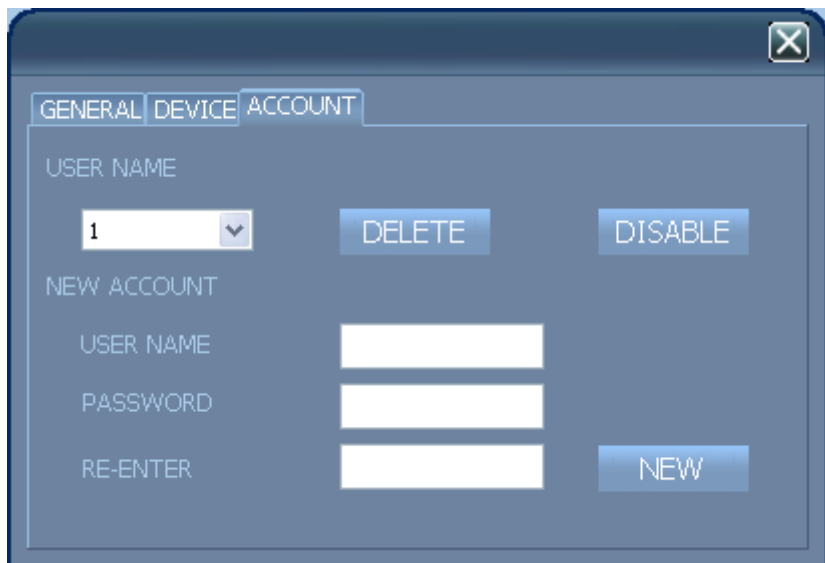 GENERAL DEVICE ACCOUNT
USER NAME
1 DELETE DISABLE
NEW ACCOUNT
USER NAME
PASSWORD
RE-ENTER NEW